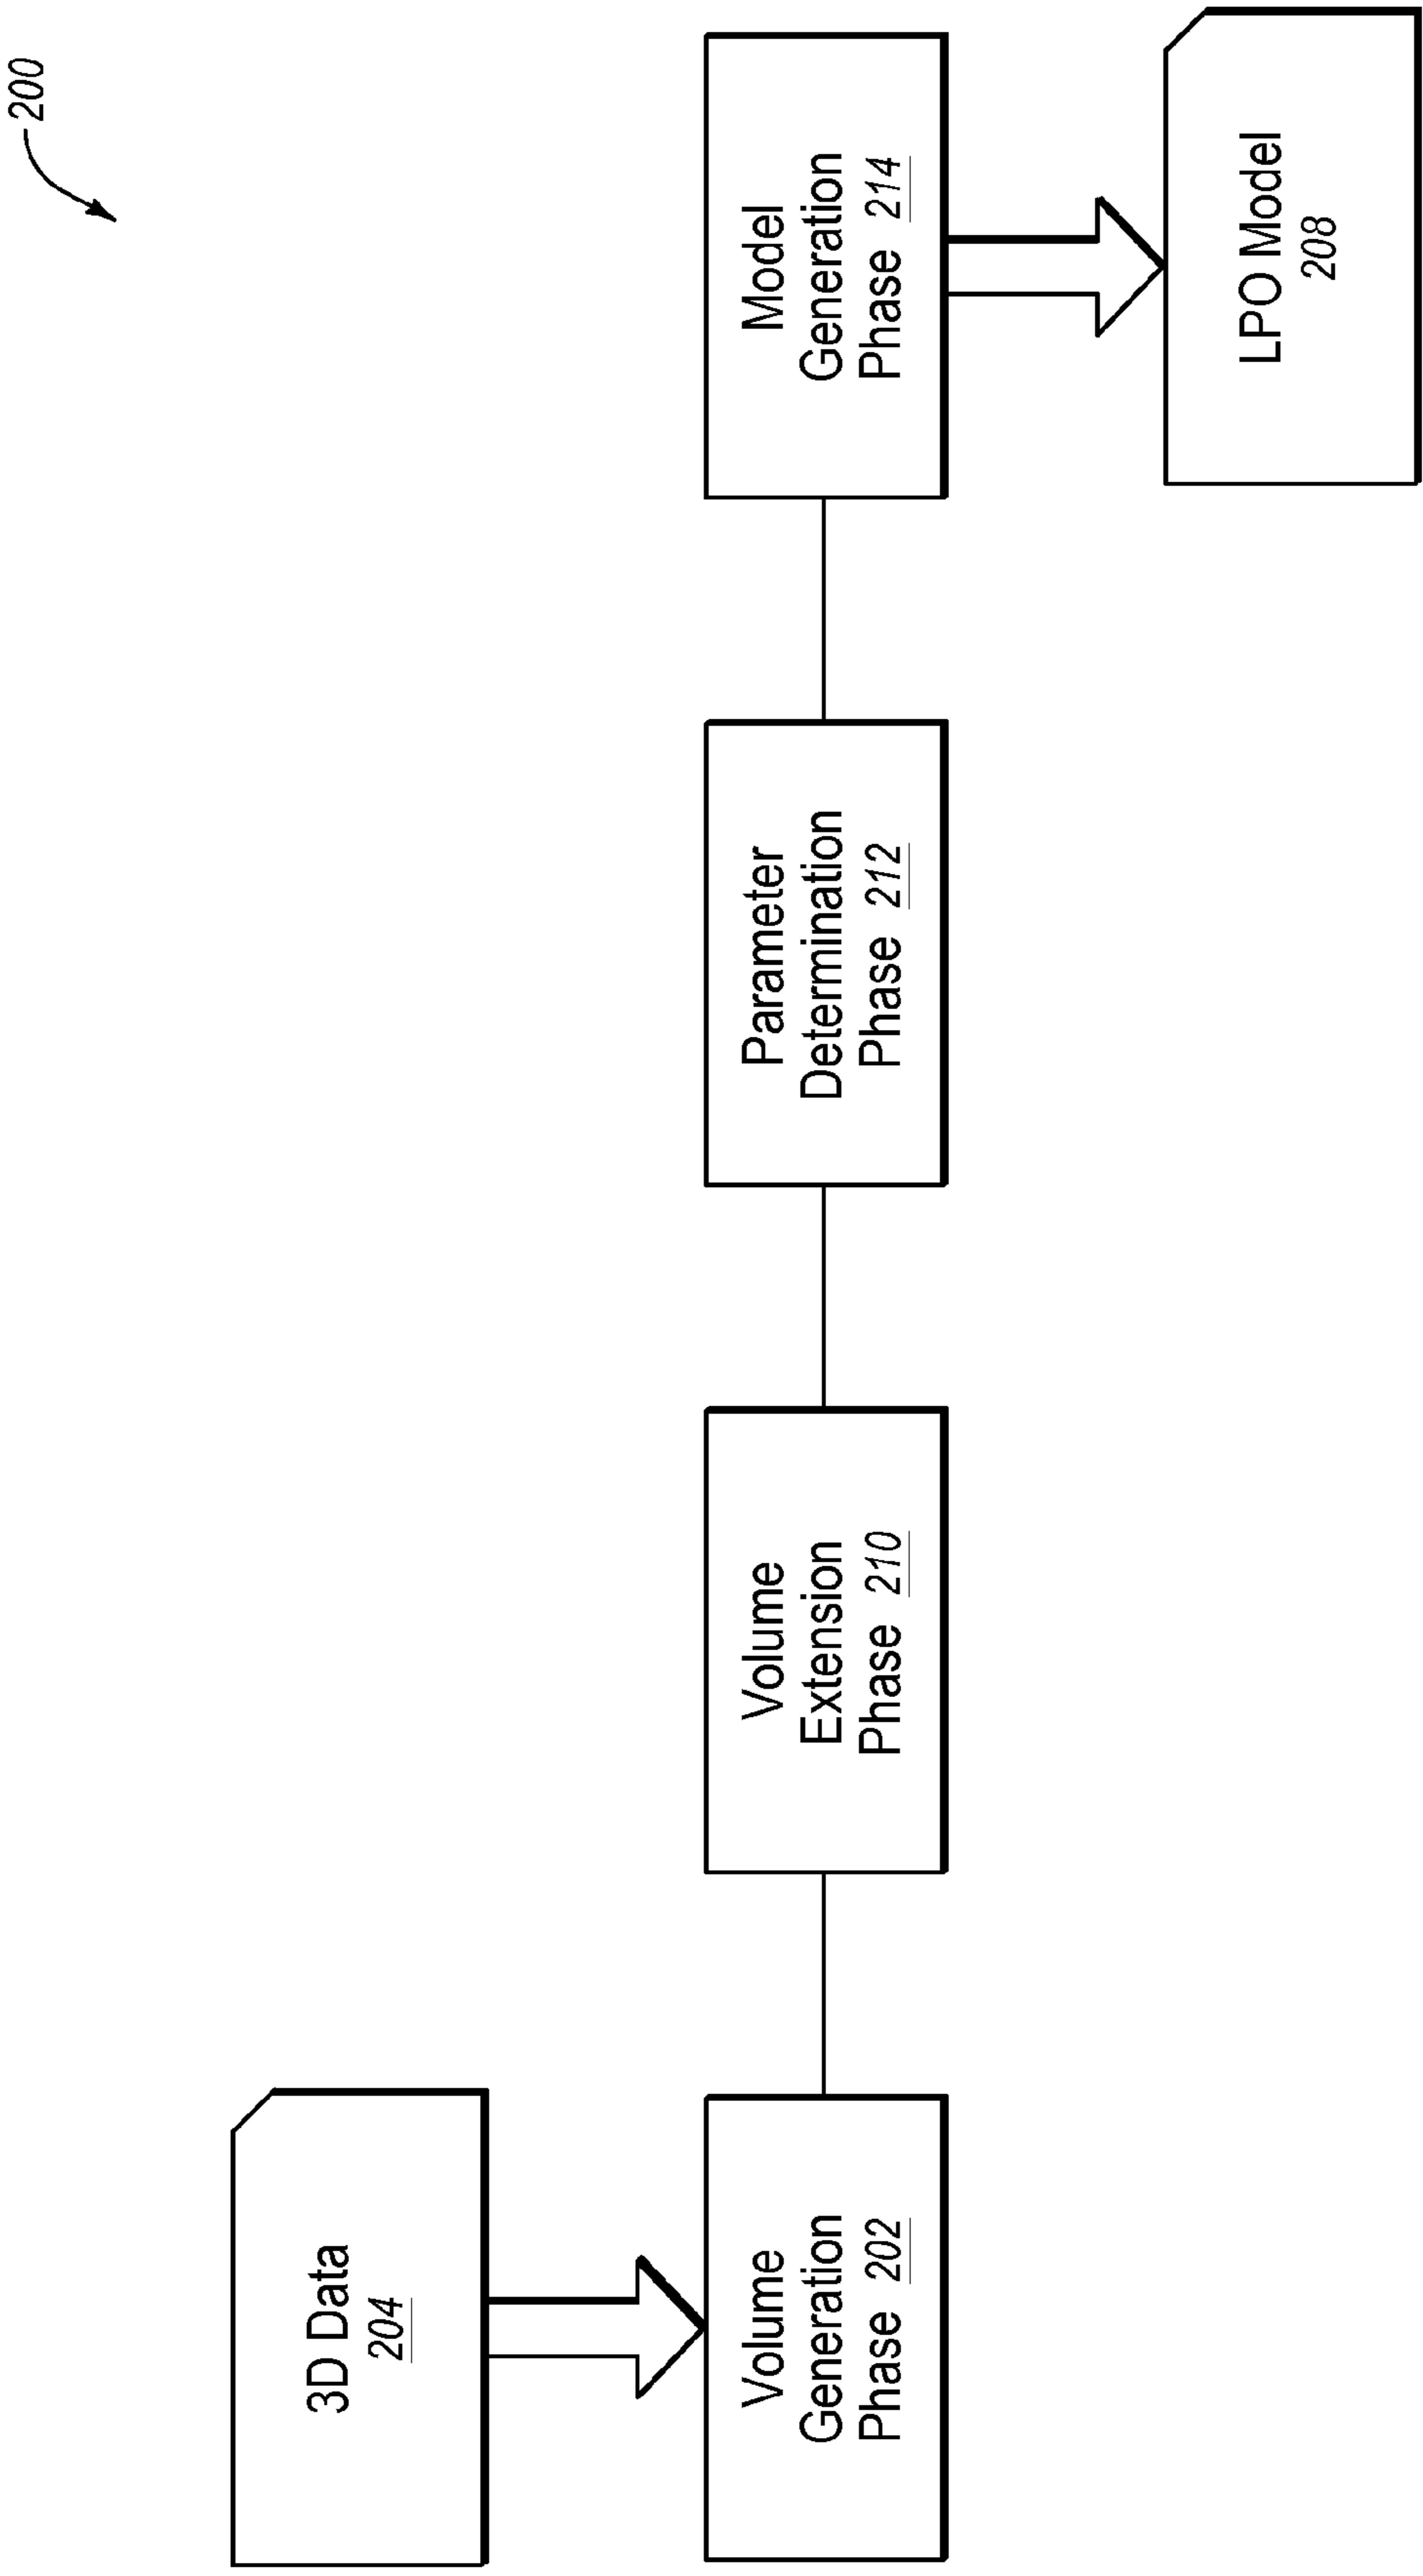 200
3D Data
204
Volume
Generation
Phase 202
Volume
Extension
Phase 210
Parameter
Determination
Phase 212
Model
Generation
Phase 214
LPO Model
208